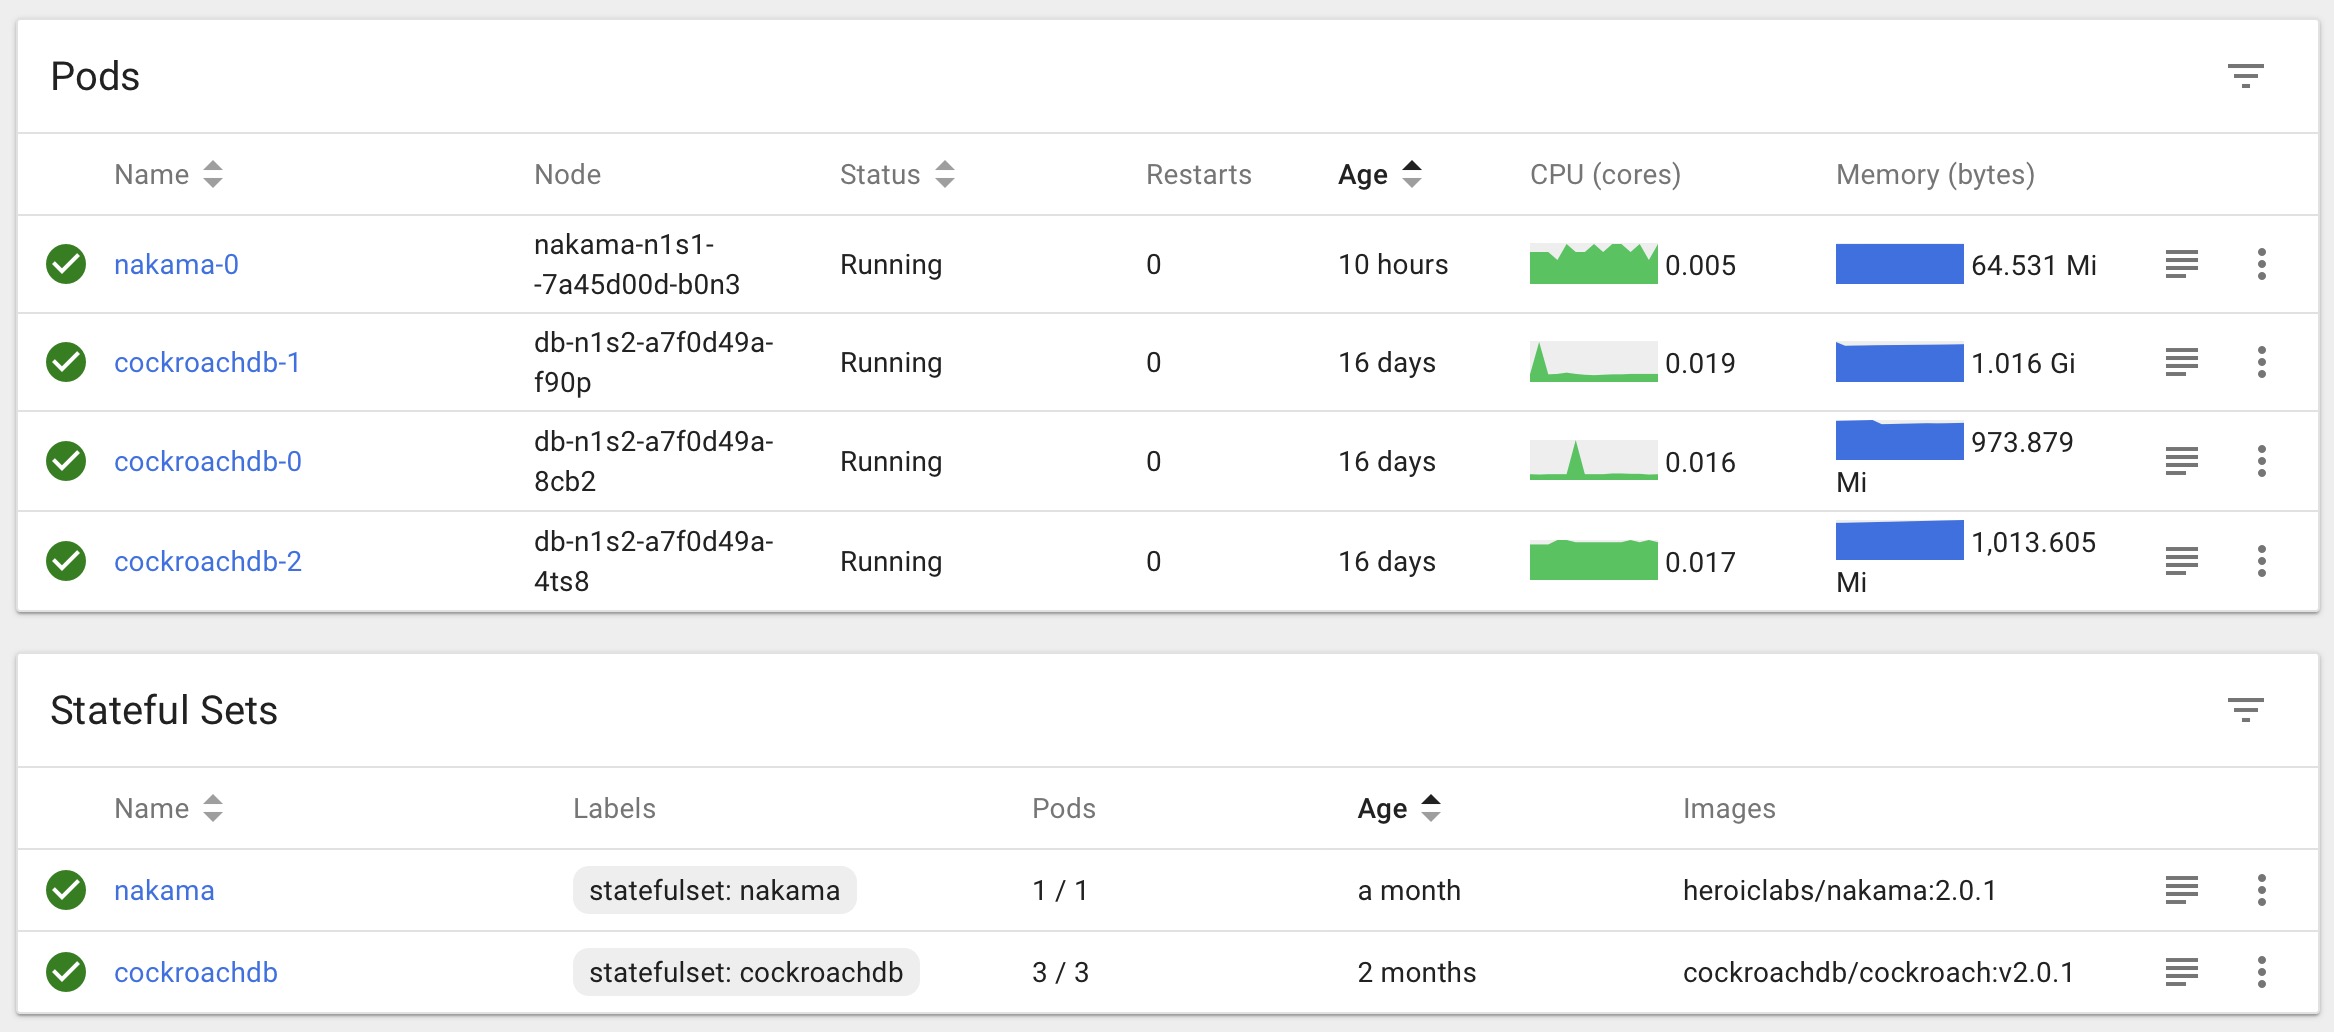 Pods
Name Node Status Restarts Age CPU (cores) Memory (bytes)
nakama-0 nakama-n1s1- Running 0 10 hours 0.005 64.531 Mi
-7a45d00d-b0n3
cockroachdb-1 db-n1s2-a7f0d49a- Running 0 16 days 0.019 1.016 Gi
f90p
cockroachdb-0 db-n1s2-a7f0d49a- Running 0 16 days 0.016 973.879
8cb2 Mi
cockroachdb-2 db-n1s2-a7f0d49a- Running 0 16 days 0.017 1,013.605
4ts8 Mi
Stateful Sets
Name Labels Pods Age Images
nakama statefulset: nakama 1 / 1 a month heroiclabs/nakama:2.0.1
cockroachdb statefulset: cockroachdb 3 / 3 2 months cockroachdb/cockroach:v2.0.1